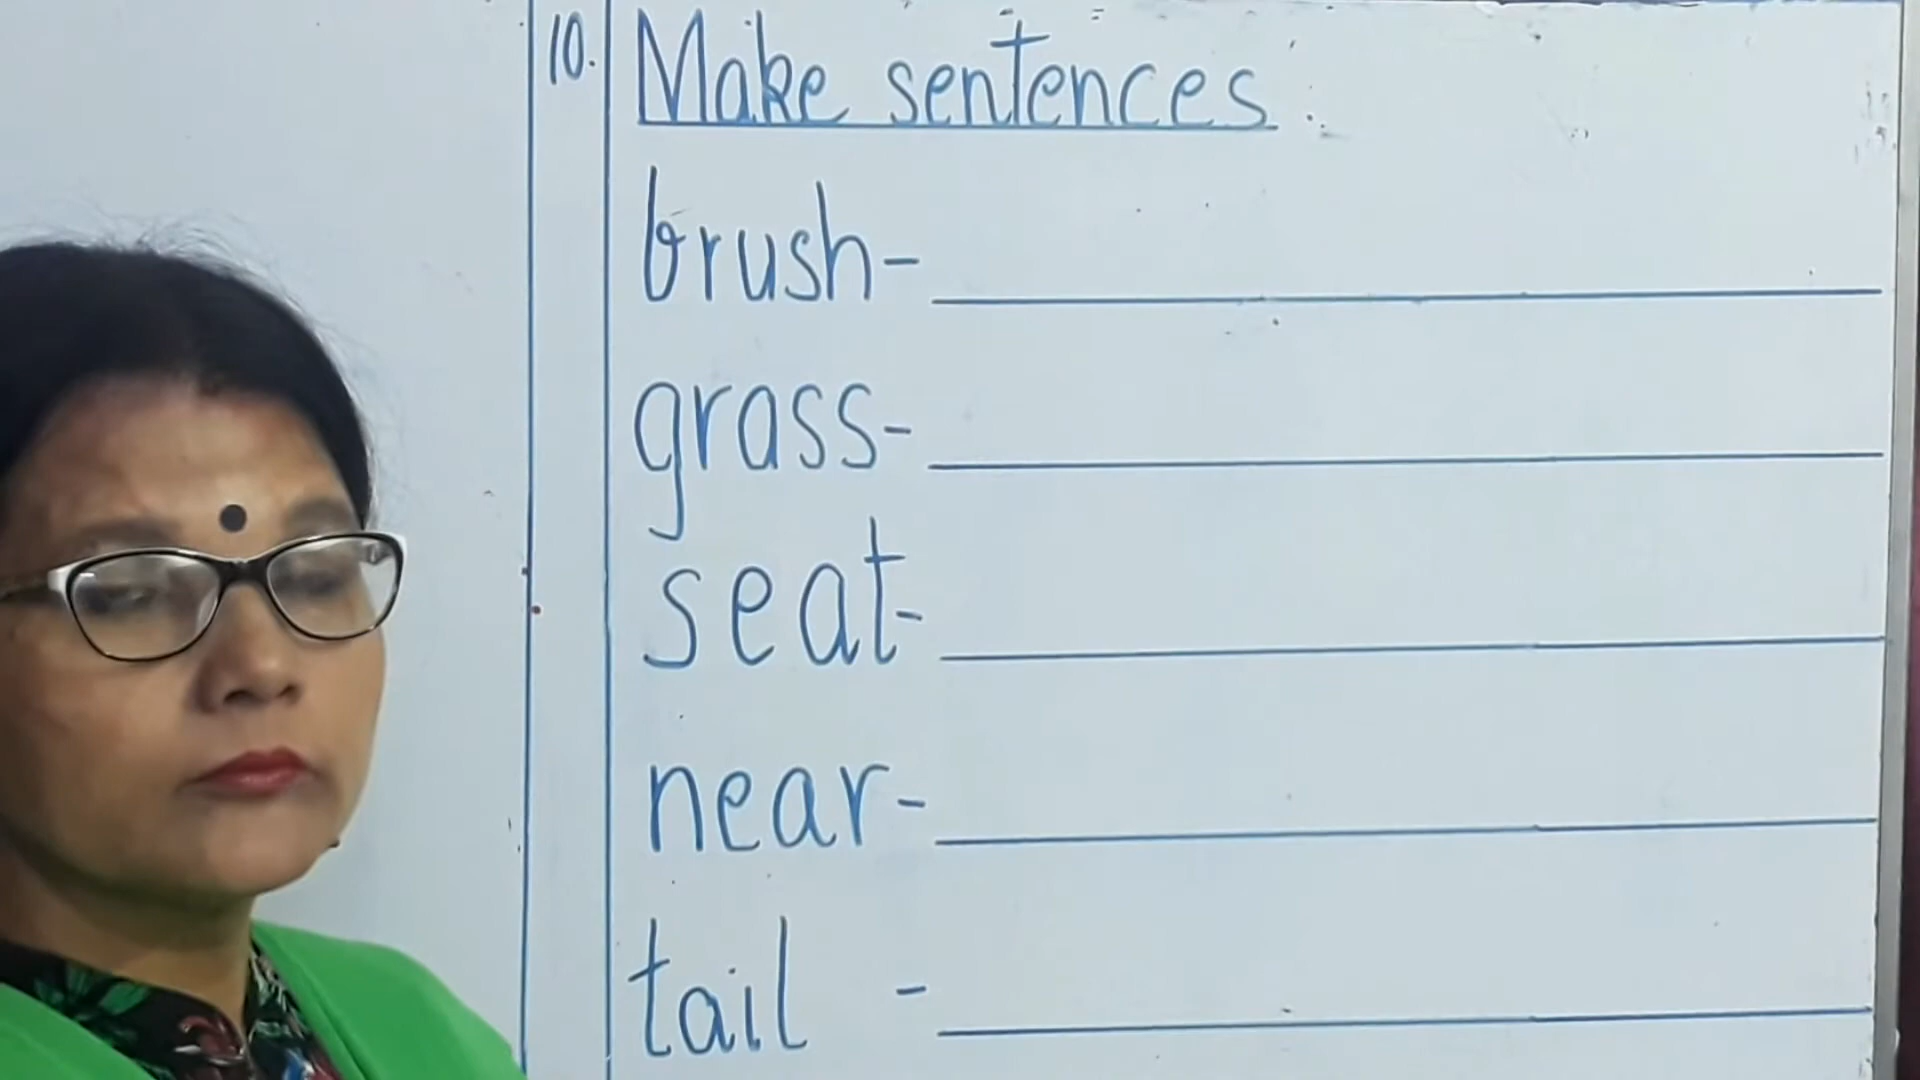 10. Make sentences.
brush-
grass-
seat-
near-
tail -